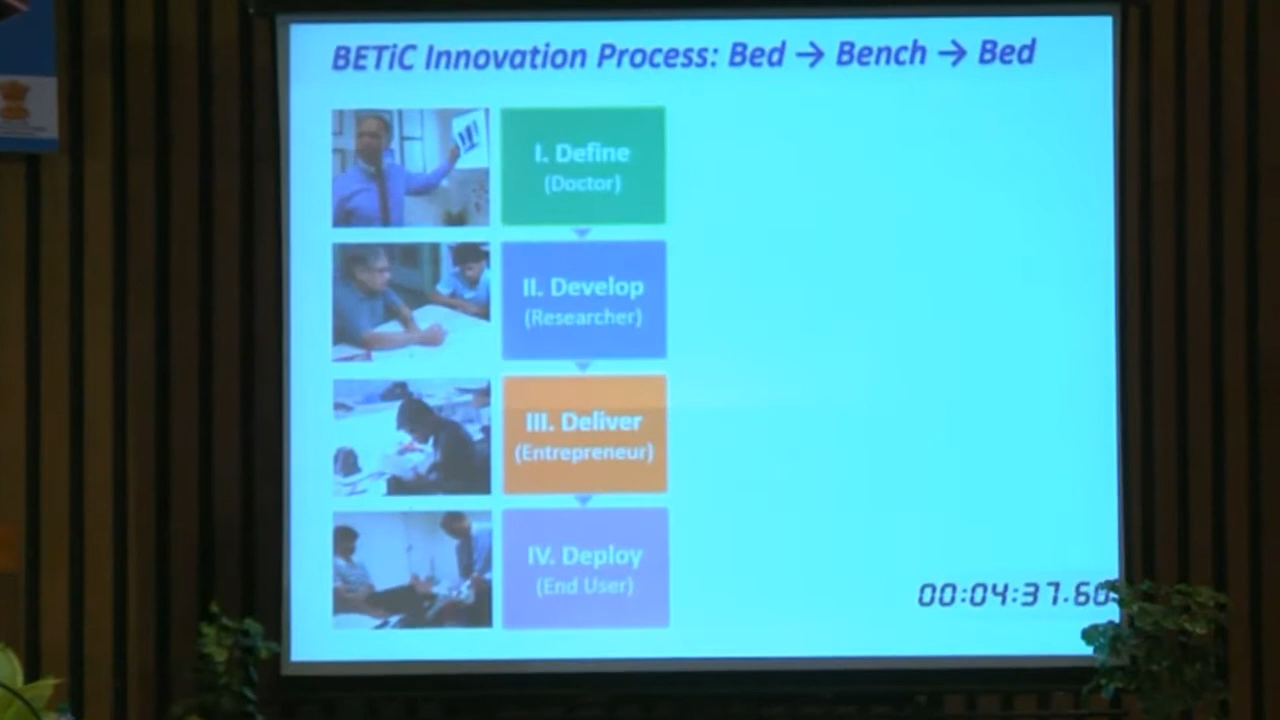 BETiC Innovation Process: Bed → Bench → Bed
I. Define
(Doctor)
II. Develop
(Researcher)
III. Deliver
(Entrepreneur)
IV. Deploy
(End User)
00:04:37.60